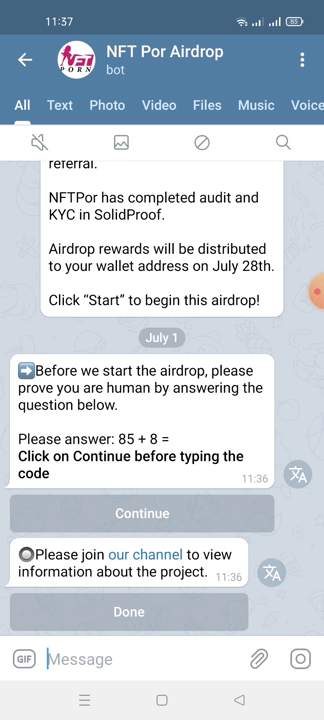 11:37
85
NFT Por Airdrop
bot
NFT
PORN
All Text Photo Video Files Music Voice
referral.
NFTPor has completed audit and
KYC in SolidProof.
Airdrop rewards will be distributed
to your wallet address on July 28th.
Click “Start” to begin this airdrop!
July 1
➡Before we start the airdrop, please
prove you are human by answering the
question below.
Please answer: 85 + 8 =
Click on Continue before typing the
code
11:36
Continue
🔘Please join our channel to view
information about the project. 11:36
Done
GIF Message